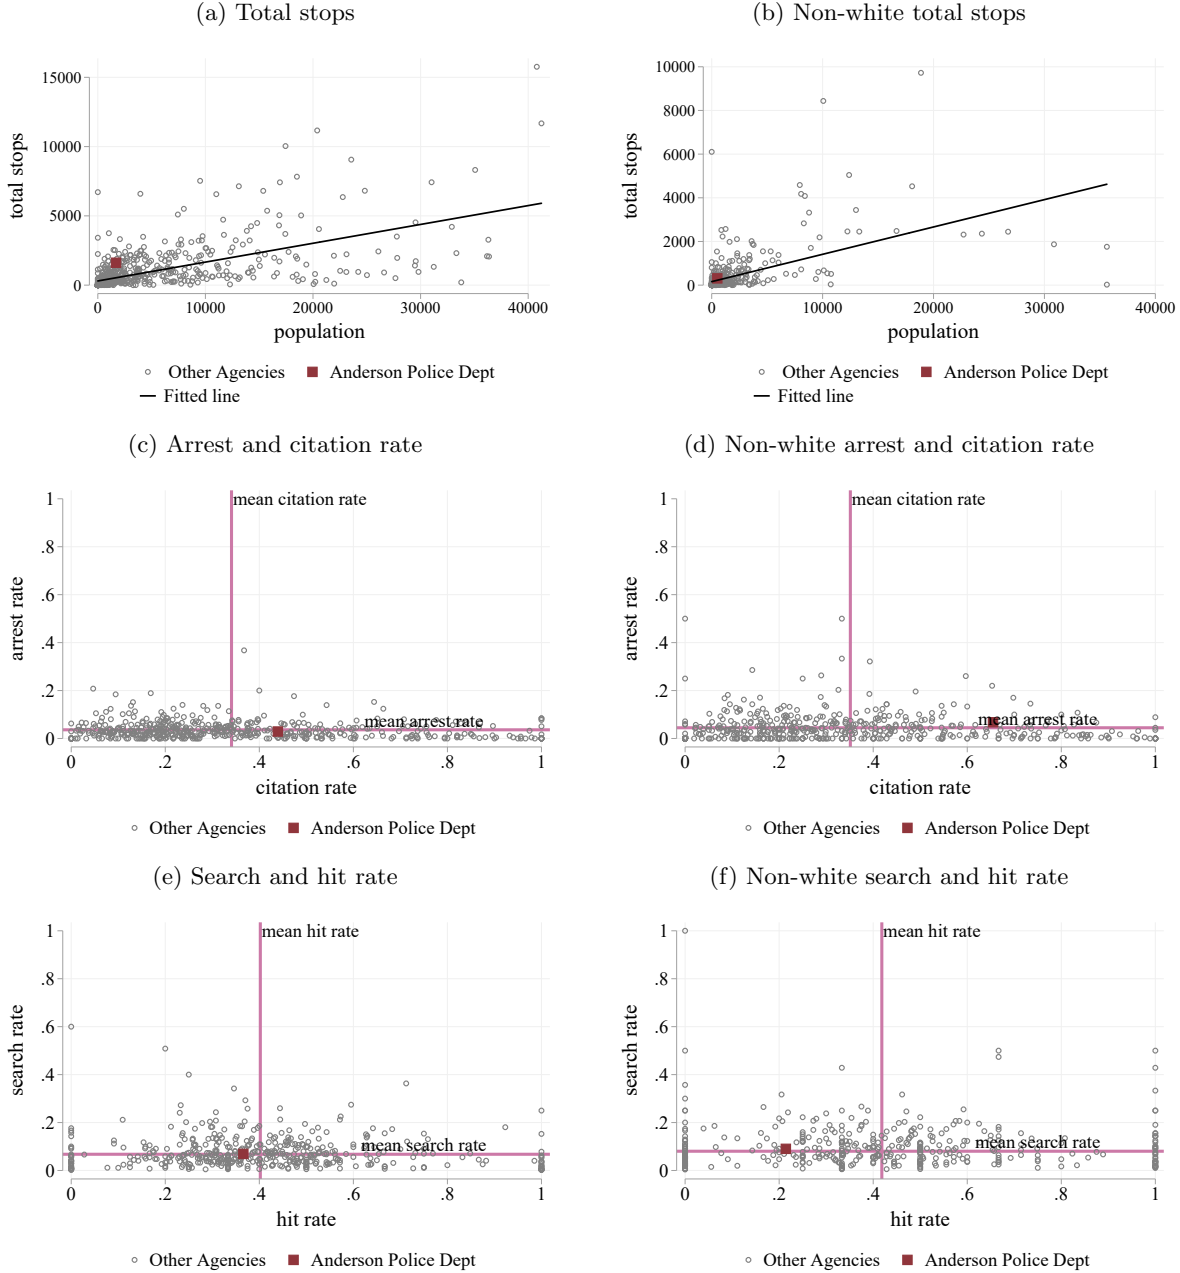 (a) Total stops
(b) Non-white total stops
total stops
15000
10000
5000
0
0
10000
20000
30000
40000
population
Other Agencies
Anderson Police Dept
Fitted line
total stops
10000
8000
6000
4000
2000
0
0
10000
20000
30000
40000
population
Other Agencies
Anderson Police Dept
Fitted line
(c) Arrest and citation rate
(d) Non-white arrest and citation rate
mean citation rate
arrest rate
1
.8
.6
.4
.2
0
mean arrest rate
0
.2
.4
.6
.8
1
citation rate
Other Agencies
Anderson Police Dept
mean citation rate
arrest rate
1
.8
.6
.4
.2
0
mean arrest rate
0
.2
.4
.6
.8
1
citation rate
Other Agencies
Anderson Police Dept
(e) Search and hit rate
(f) Non-white search and hit rate
mean hit rate
search rate
1
.8
.6
.4
.2
0
mean search rate
0
.2
.4
.6
.8
1
hit rate
Other Agencies
Anderson Police Dept
mean hit rate
search rate
1
.8
.6
.4
.2
0
mean search rate
0
.2
.4
.6
.8
1
hit rate
Other Agencies
Anderson Police Dept